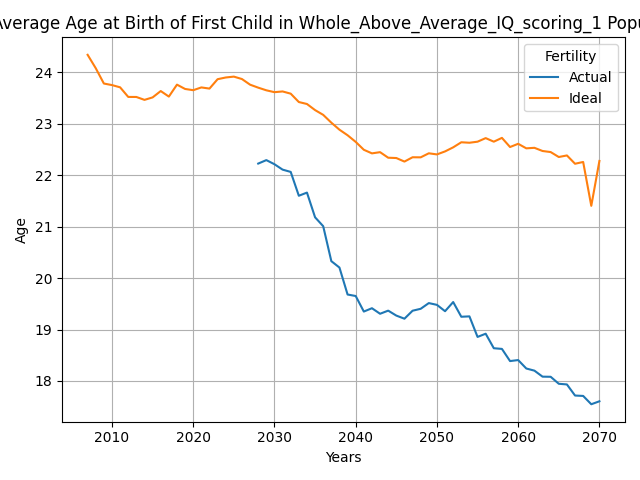 Average Age at Birth of First Child in Whole_Above_Average_IQ_scoring_1 Popu
Fertility
Actual
Ideal
24
23
22
21
20
19
18
Age
2010 2020 2030 2040 2050 2060 2070
Years